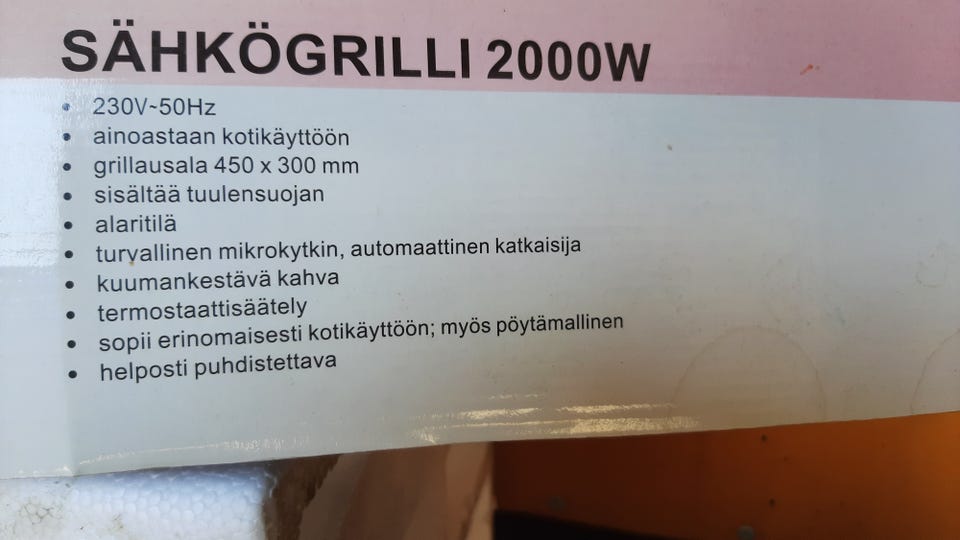 SÄHKÖGRILLI 2000W
• 230V~50Hz
• ainoastaan kotikäyttöön
• grillausala 450 x 300 mm
• sisältää tuulensuojan
• alaritilä
• turvallinen mikrokytkin, automaattinen katkaisija
• kuumankestävä kahva
• termostaattisäätely
• sopii erinomaisesti kotikäyttöön; myös pöytämallinen
• helposti puhdistettava